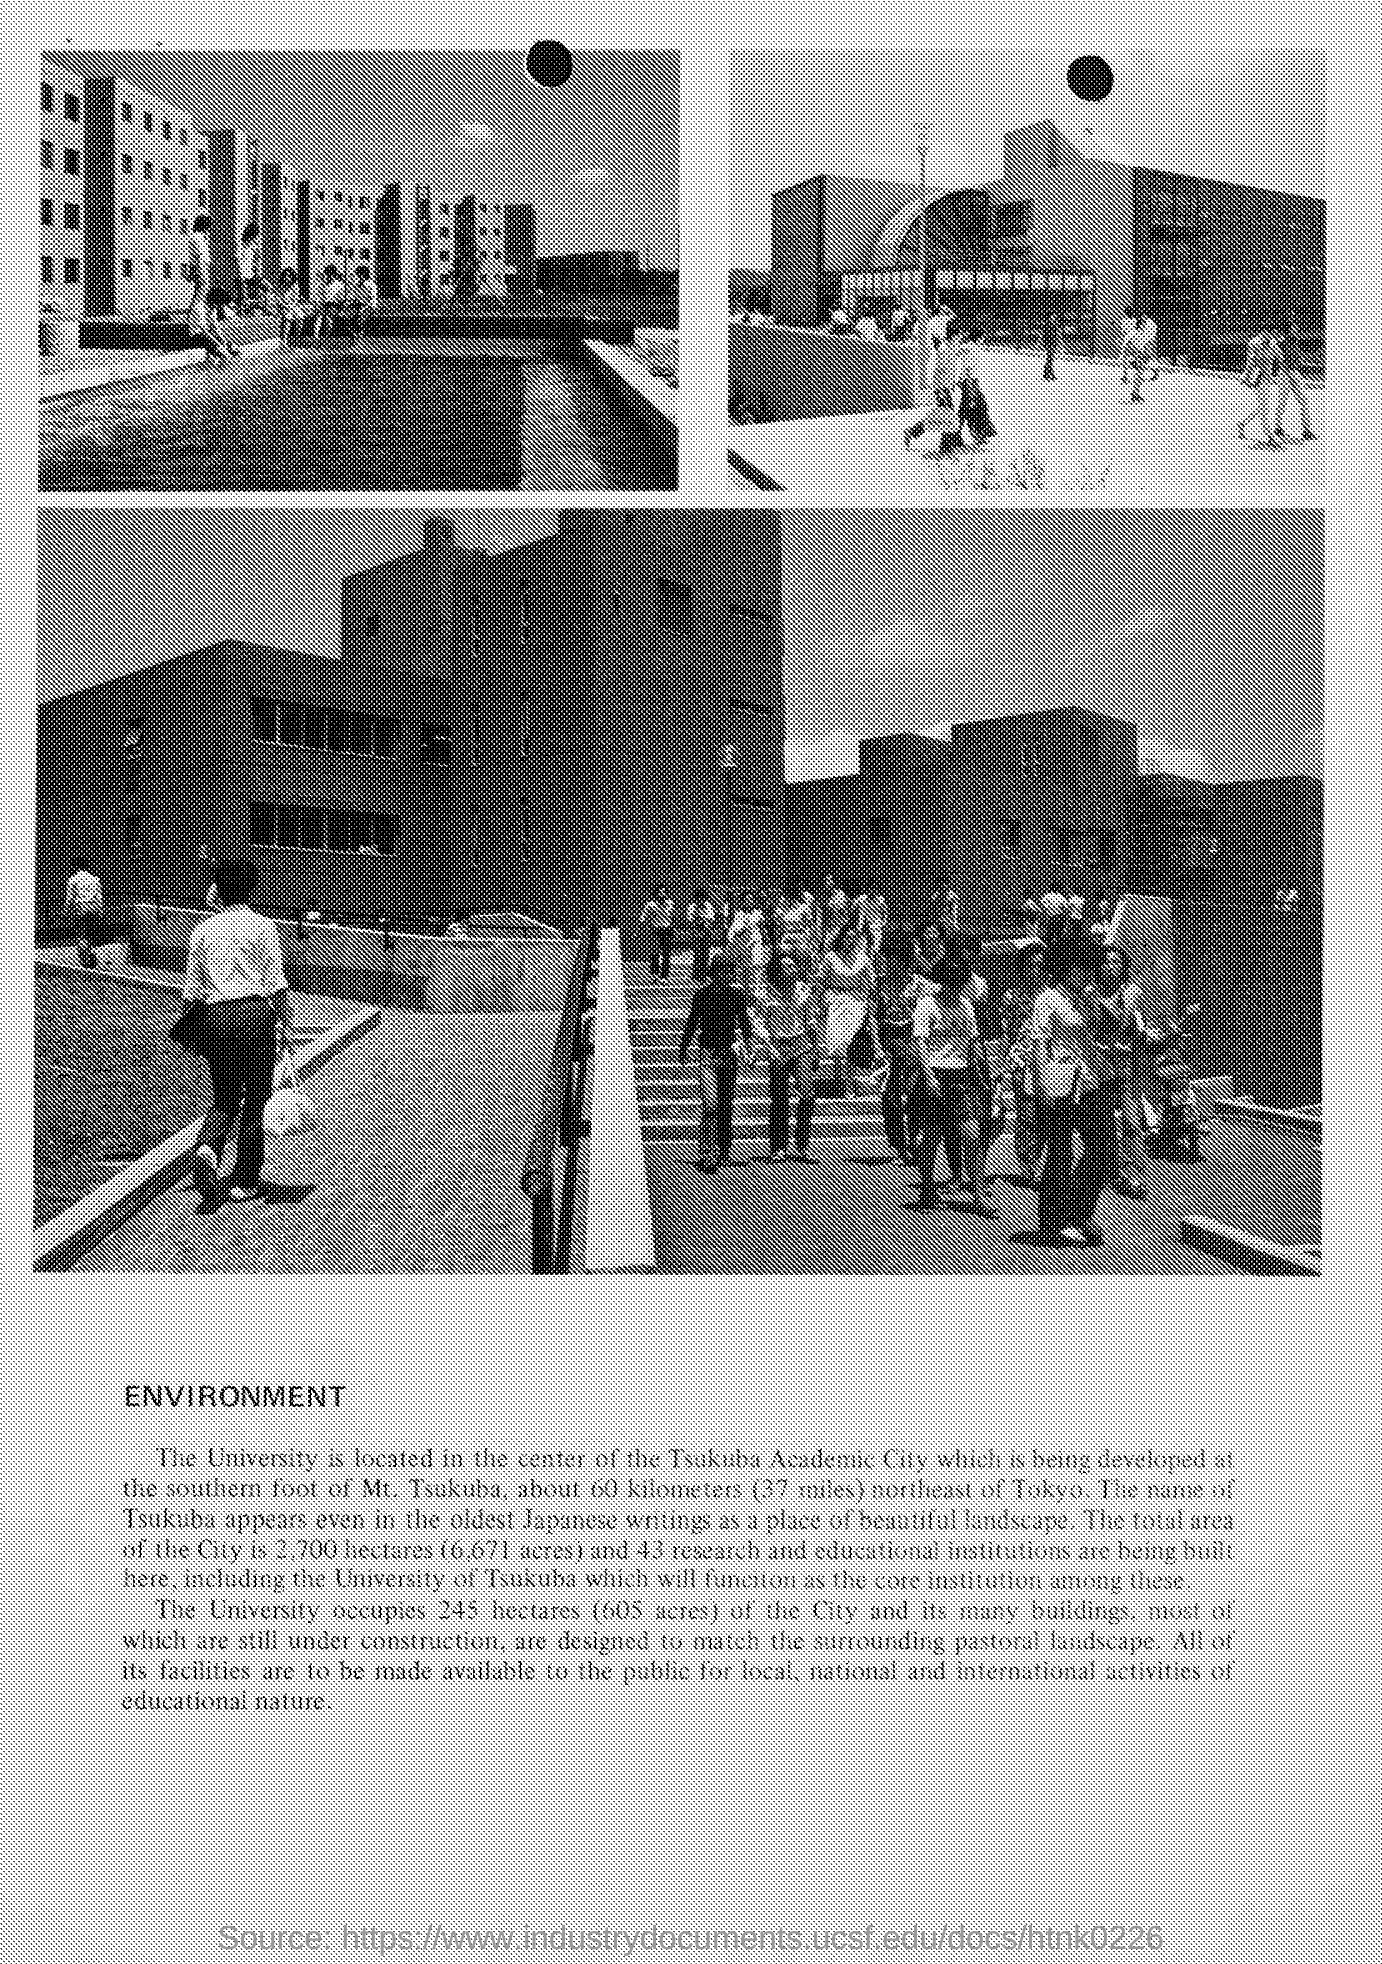 ENVIRONMENT
The University is located in the center of the Tsukuba Academic City which is being developed at
the southern foot of Mt. Tsukuba, about 60 kilometers (37 miles) northeast of Tokyo. The name of
Tsukuba appears even in the oldest Japanese writings as a place of beautiful landscape. The total area
of the City is 2,700 hectares (6,671 acres) and 43 research and educational institutions are being built
here, including the University of Tsukuba which will funciton as the core institution among these.
The University occupies 245 hectares (605 acres) of the City and its many buildings, most of
which are still under construction, are designed to match the surrounding pastoral landscape. All of
its facilities are to be made available to the public for local, national and international activities of
educational nature.
Source: https://www.industrydocuments.ucsf.edu/docs/htnk0226